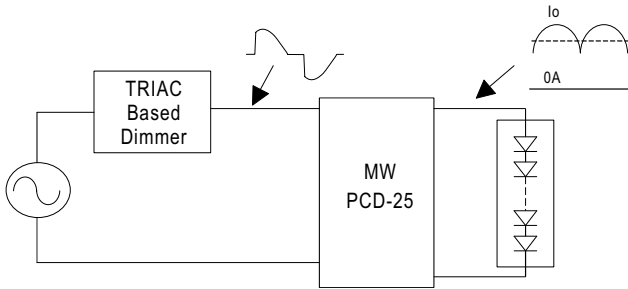 Io
0A
TRIAC
Based
Dimmer
MW
PCD-25